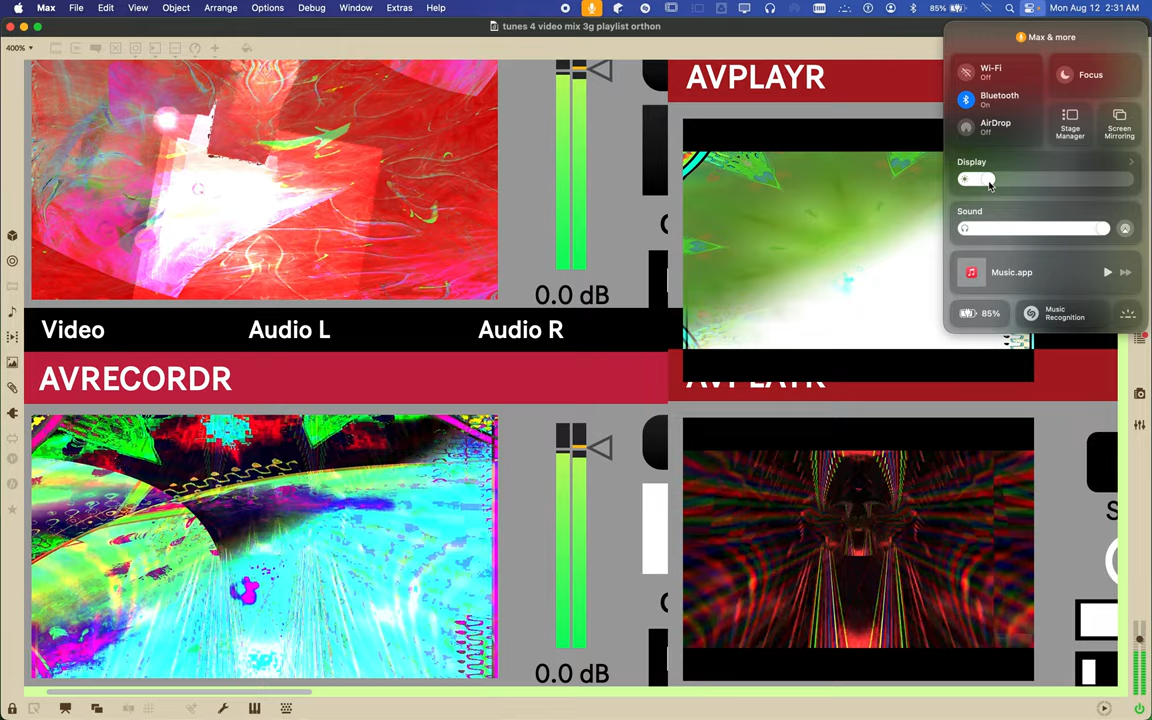 Max File Edit View Object Arrange Options Debug Window Extras Help 85% Mon Aug 12 2:31 AM
tunes 4 video mix 3g playlist orthon
400%
Max & more
Wi-Fi
Off
Focus
Bluetooth
On
AirDrop
Off
Stage
Manager
Screen
Mirroring
Display
Sound
Music.app
85%
Music
Recognition
AVPLAYR
0.0 dB
Video Audio L Audio R
AVRECORDR
AVPLAYR
0.0 dB